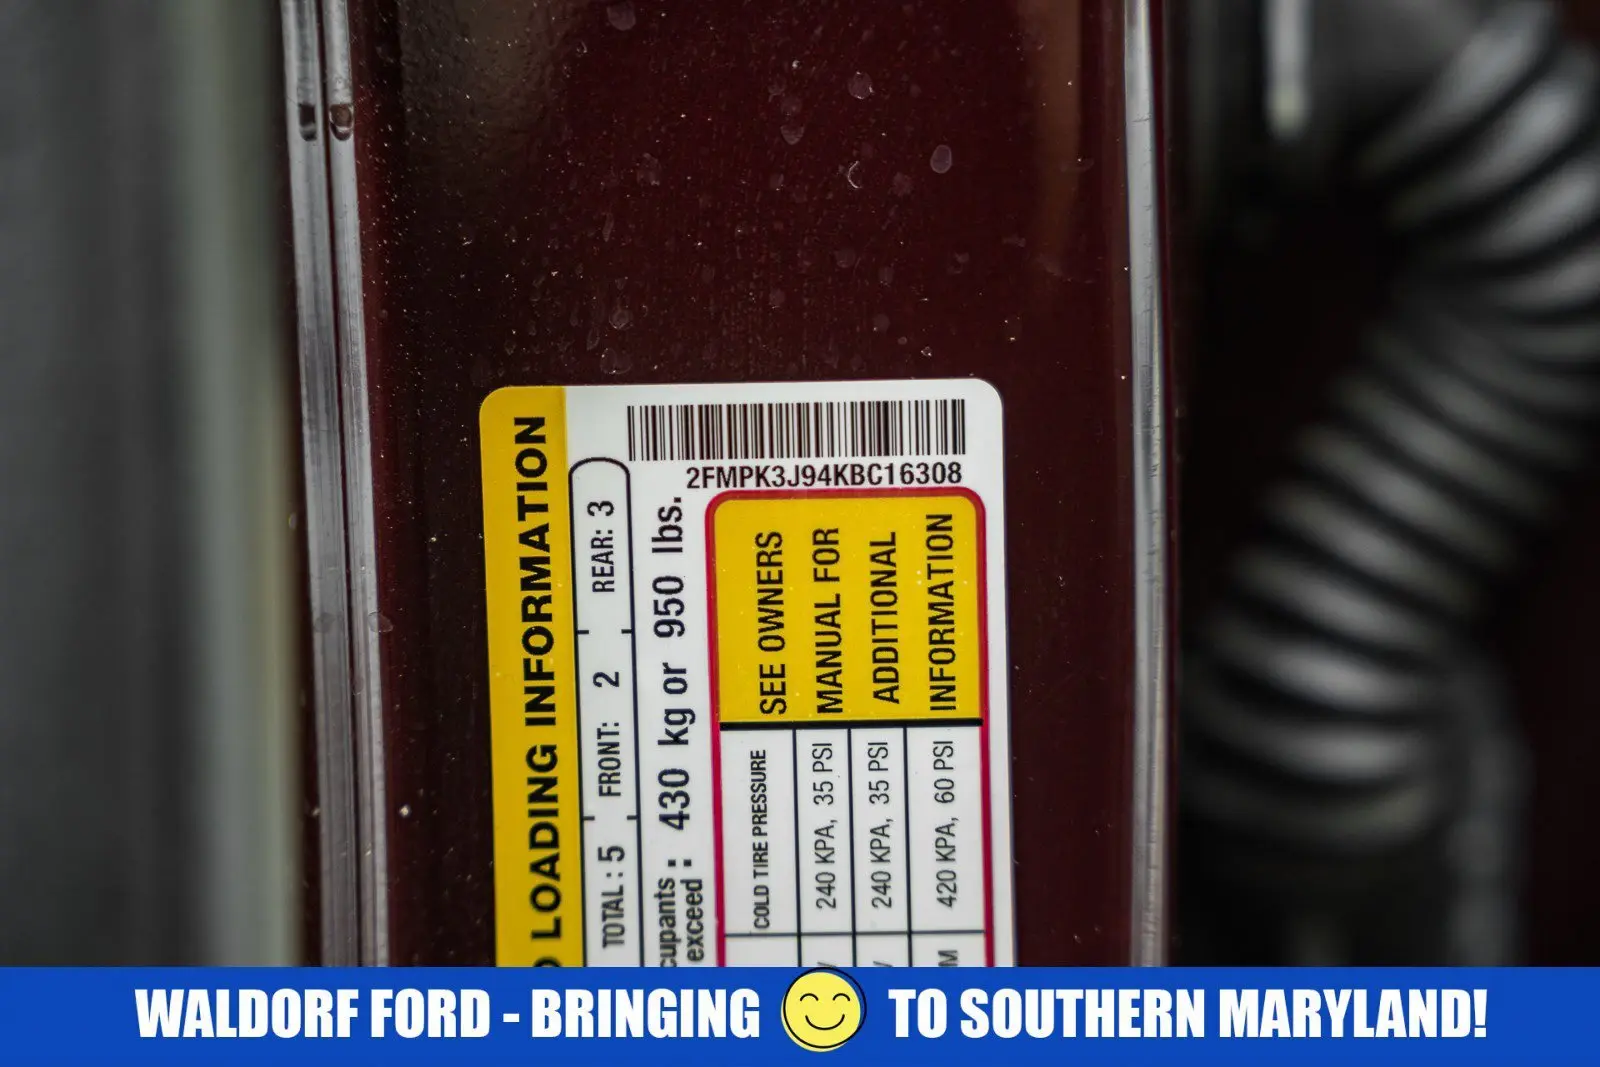 2FMPK3J94KBC16308
LOADING INFORMATION
TOTAL : 5 FRONT: 2 REAR: 3
cupants
exceed : 430 kg or 950 lbs.
COLD TIRE PRESSURE
240 KPA, 35 PSI
240 KPA, 35 PSI
420 KPA, 60 PSI
SEE OWNERS
MANUAL FOR
ADDITIONAL
INFORMATION
WALDORF FORD - BRINGING 😊 TO SOUTHERN MARYLAND!